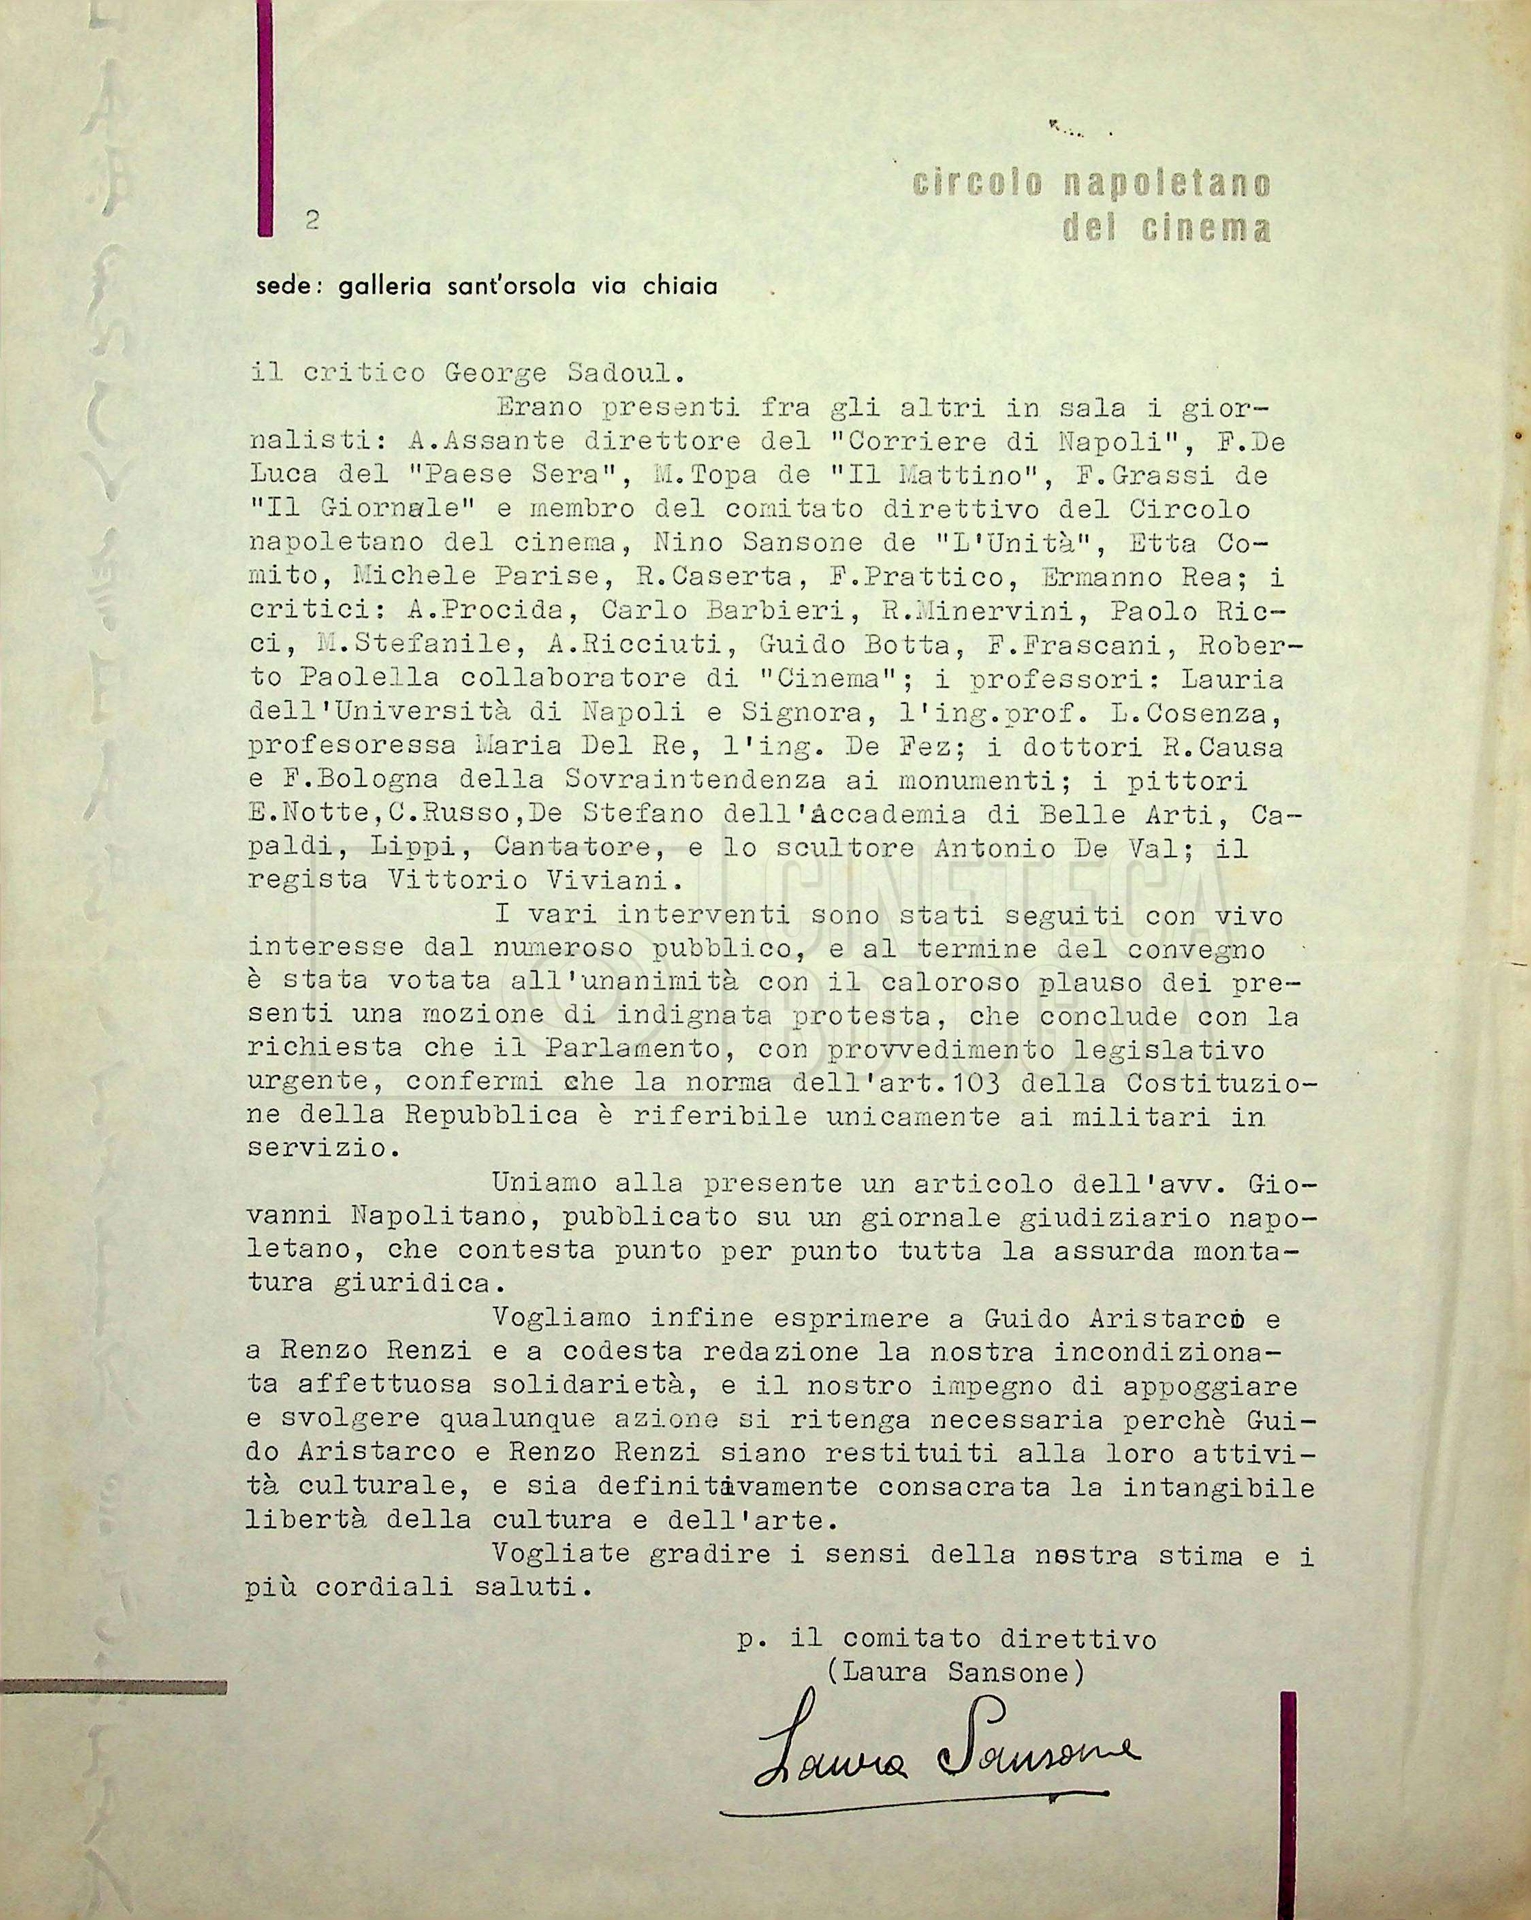 circolo napoletano
del cinema
2
sede: galleria sant'orsola via chiaia
il critico George Sadoul.
Erano presenti fra gli altri in sala i gior-
nalisti: A.Assante direttore del "Corriere di Napoli", F.De
Luca del "Paese Sera", M.Topa de "Il Mattino", F.Grassi de
"Il Giornale" e membro del comitato direttivo del Circolo
napoletano del cinema, Nino Sansone de "L'Unità", Etta Co-
mito, Michele Parise, R.Caserta, F.Prattico, Ermanno Rea; i
critici: A.Procida, Carlo Barbieri, R.Minervini, Paolo Ric-
ci, M.Stefanile, A.Ricciuti, Guido Botta, F.Frascani, Rober-
to Paolella collaboratore di "Cinema"; i professori: Lauria
dell'Università di Napoli e Signora, l'ing.prof. L.Cosenza,
profesoressa Maria Del Re, l'ing. De Fez; i dottori R.Causa
e F.Bologna della Sovraintendenza ai monumenti; i pittori
E.Notte,C.Russo,De Stefano dell'Accademia di Belle Arti, Ca-
paldi, Lippi, Cantatore, e lo scultore Antonio De Val; il
regista Vittorio Viviani.
I vari interventi sono stati seguiti con vivo
interesse dal numeroso pubblico, e al termine del convegno
è stata votata all'unanimità con il caloroso plauso dei pre-
senti una mozione di indignata protesta, che conclude con la
richiesta che il Parlamento, con provvedimento legislativo
urgente, confermi che la norma dell'art.103 della Costituzio-
ne della Repubblica è riferibile unicamente ai militari in
servizio.
Uniamo alla presente un articolo dell'avv. Gio-
vanni Napolitano, pubblicato su un giornale giudiziario napo-
letano, che contesta punto per punto tutta la assurda monta-
tura giuridica.
Vogliamo infine esprimere a Guido Aristarco e
a Renzo Renzi e a codesta redazione la nostra incondiziona-
ta affettuosa solidarietà, e il nostro impegno di appoggiare
e svolgere qualunque azione si ritenga necessaria perchè Gui-
do Aristarco e Renzo Renzi siano restituiti alla loro attivi-
tà culturale, e sia definitivamente consacrata la intangibile
libertà della cultura e dell'arte.
Vogliate gradire i sensi della nostra stima e i
più cordiali saluti.
p. il comitato direttivo
(Laura Sansone)
Laura Sansone
CINETECA
BOLOGNA